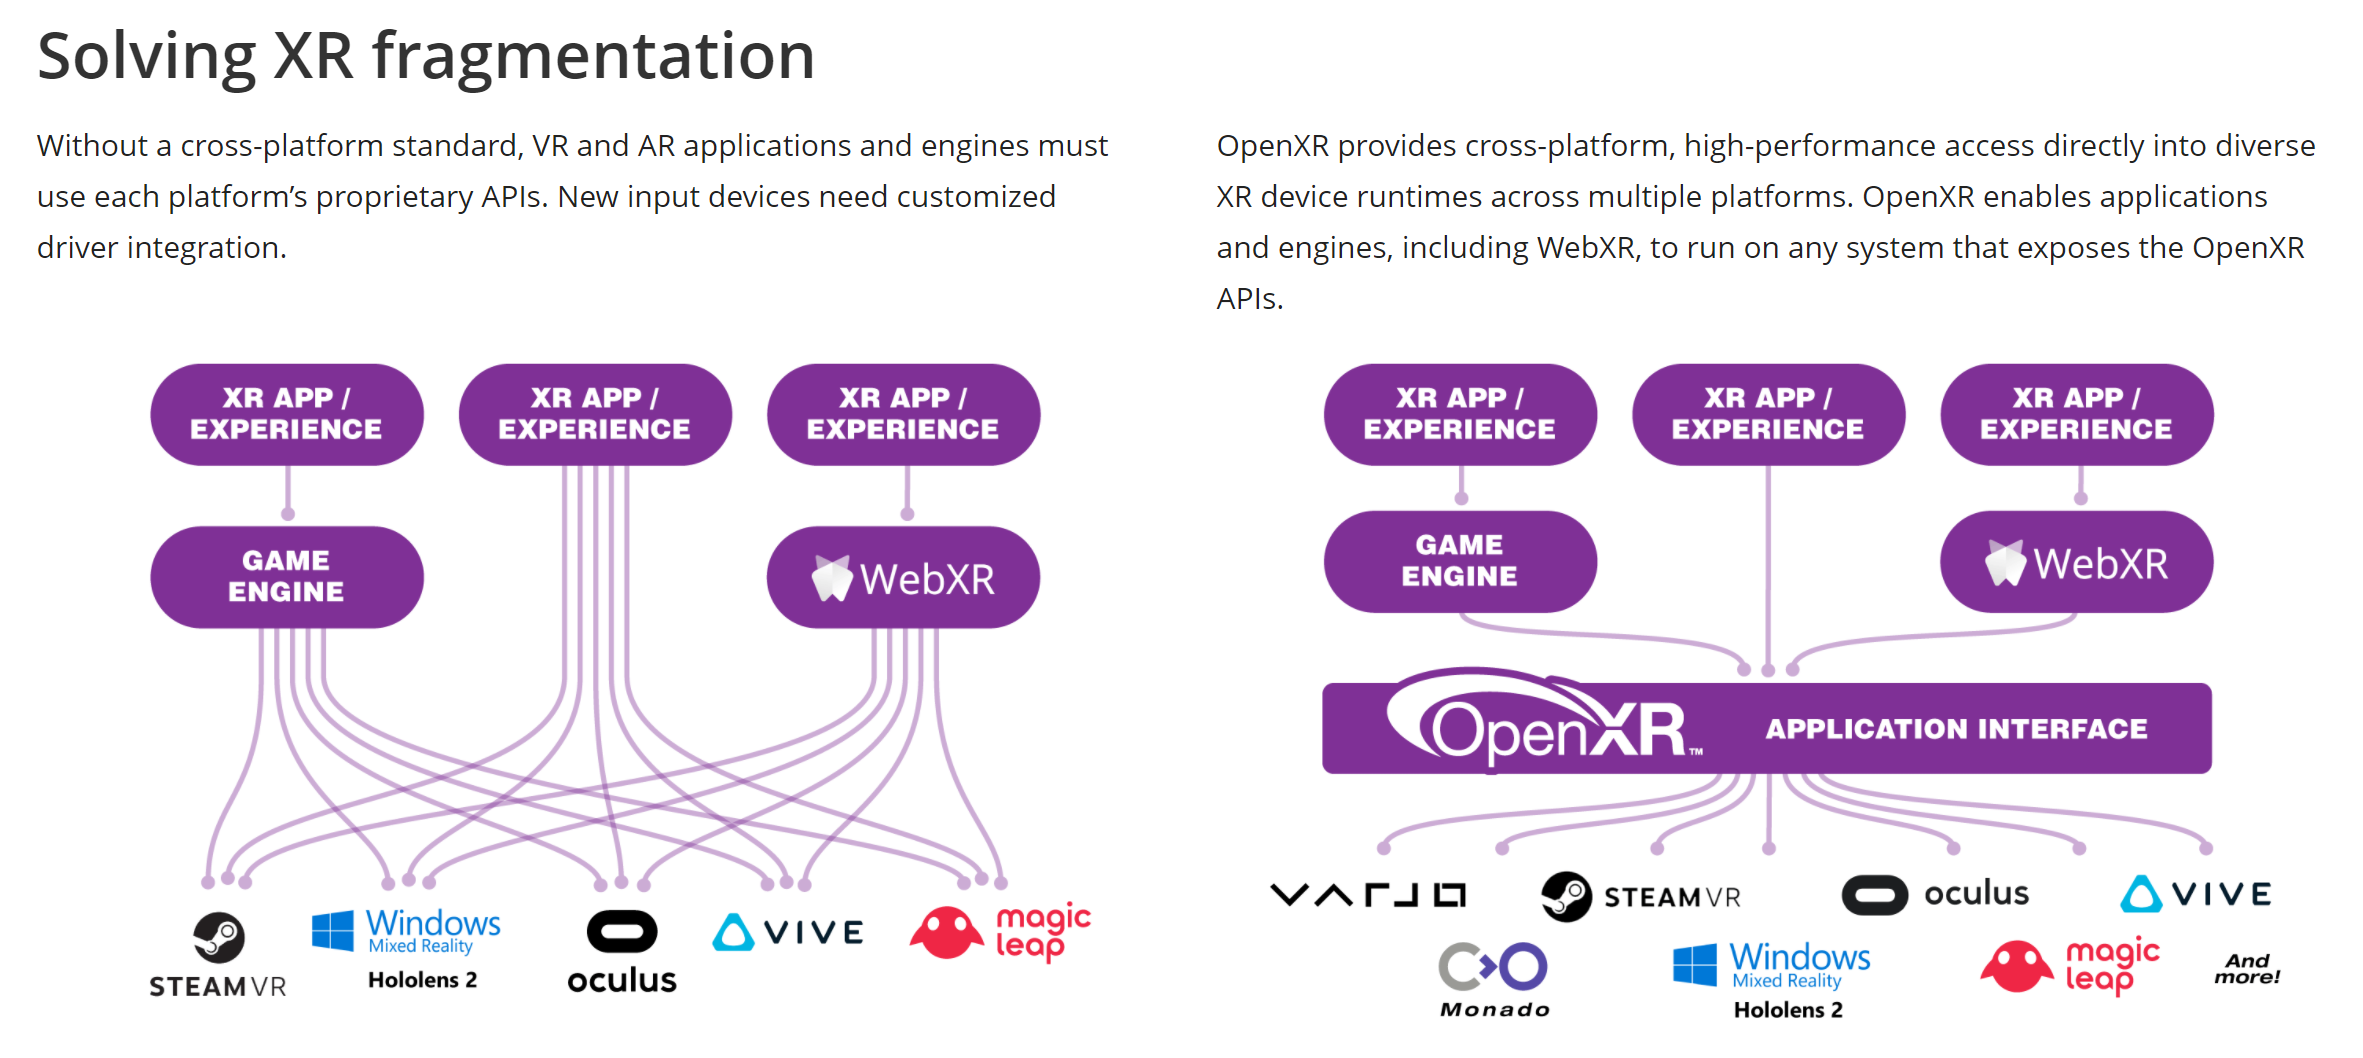 Solving XR fragmentation
Without a cross-platform standard, VR and AR applications and engines must
use each platform’s proprietary APIs. New input devices need customized
driver integration.
OpenXR provides cross-platform, high-performance access directly into diverse
XR device runtimes across multiple platforms. OpenXR enables applications
and engines, including WebXR, to run on any system that exposes the OpenXR
APIs.
XR APP /
EXPERIENCE
XR APP /
EXPERIENCE
XR APP /
EXPERIENCE
GAME
ENGINE
WebXR
STEAMVR
Windows
Mixed Reality
Hololens 2
oculus
VIVE
magic
leap
XR APP /
EXPERIENCE
XR APP /
EXPERIENCE
XR APP /
EXPERIENCE
GAME
ENGINE
WebXR
OpenXR™
APPLICATION INTERFACE
VARJO
STEAMVR
oculus
VIVE
Monado
Windows
Mixed Reality
Hololens 2
magic
leap
And
more!